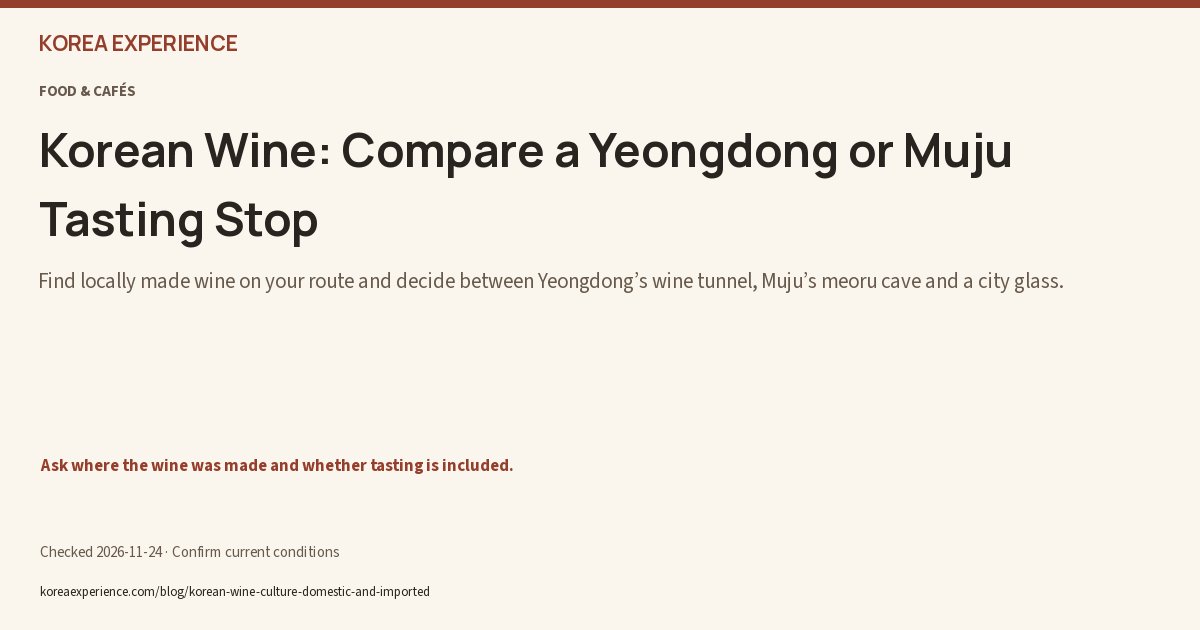 KOREA EXPERIENCE
FOOD & CAFÉS
Korean Wine: Compare a Yeongdong or Muju
Tasting Stop
Find locally made wine on your route and decide between Yeongdong’s wine tunnel, Muju’s meoru cave and a city glass.
Ask where the wine was made and whether tasting is included.
Checked 2026-11-24 · Confirm current conditions
koreaexperience.com/blog/korean-wine-culture-domestic-and-imported